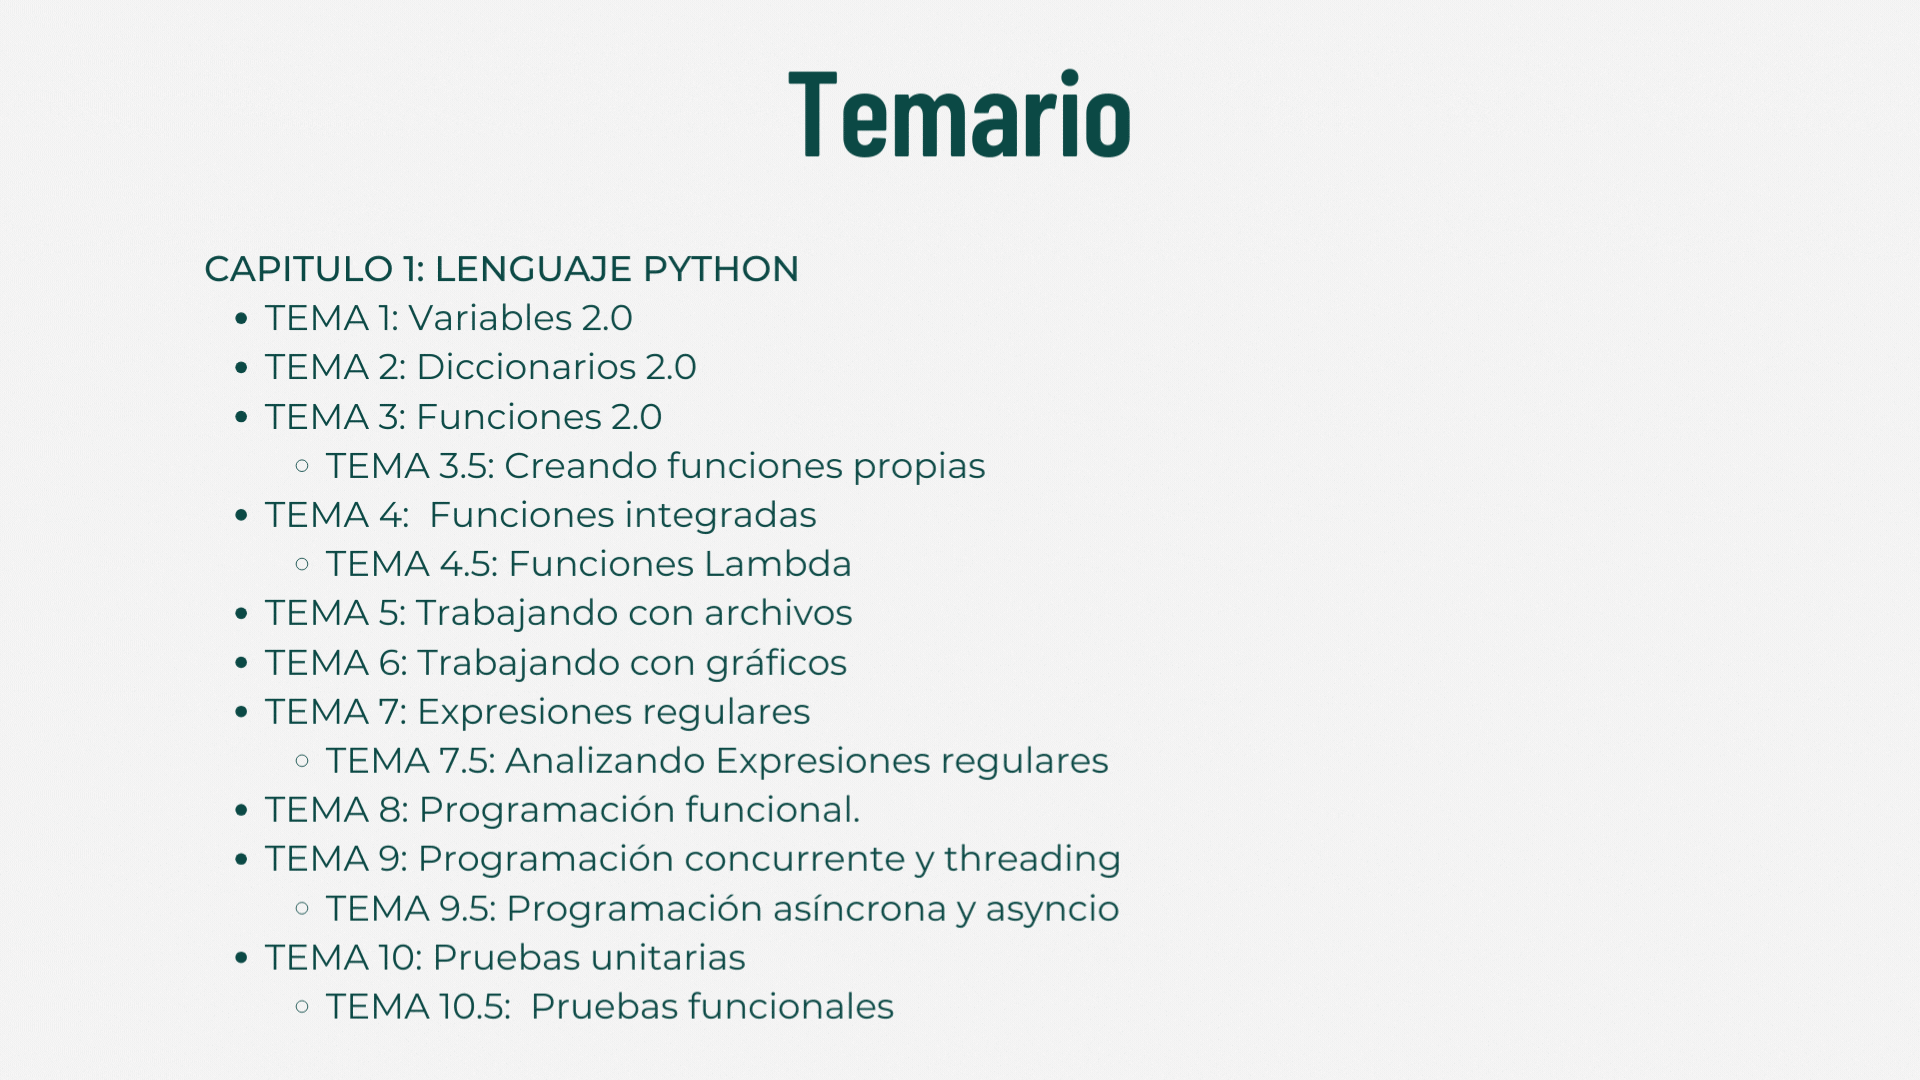 Temario
CAPITULO 1: LENGUAJE PYTHON
TEMA 1: Variables 2.0
TEMA 2: Diccionarios 2.0
TEMA 3: Funciones 2.0
TEMA 3.5: Creando funciones propias
TEMA 4:  Funciones integradas
TEMA 4.5: Funciones Lambda
TEMA 5: Trabajando con archivos
TEMA 6: Trabajando con gráficos
TEMA 7: Expresiones regulares
TEMA 7.5: Analizando Expresiones regulares
TEMA 8: Programación funcional.
TEMA 9: Programación concurrente y threading
TEMA 9.5: Programación asíncrona y asyncio
TEMA 10: Pruebas unitarias
TEMA 10.5:  Pruebas funcionales